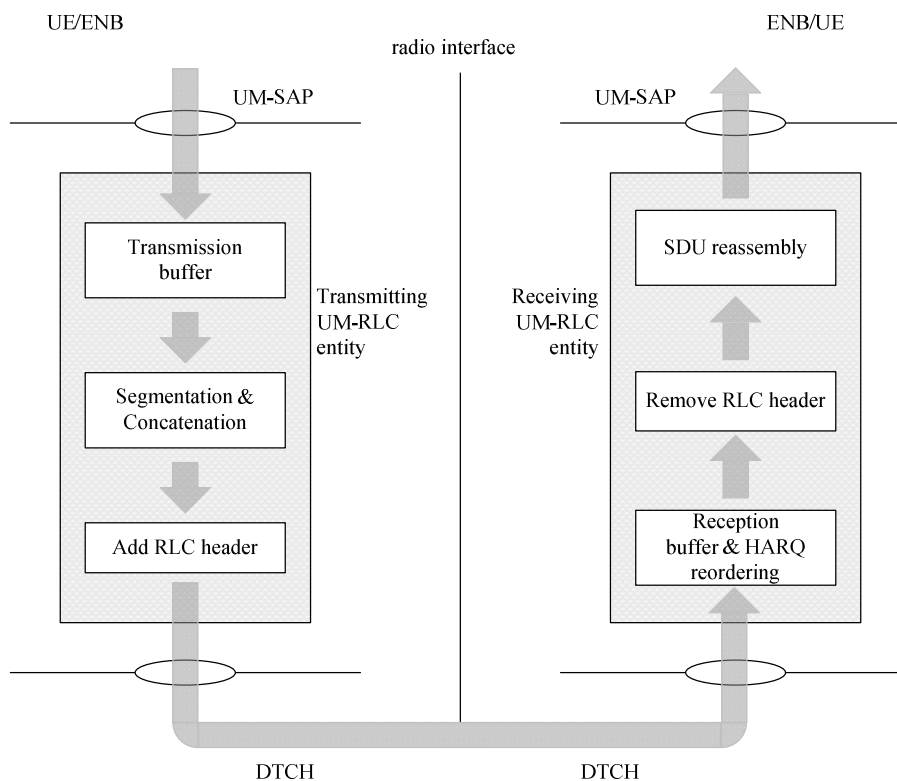 UE/ENB
ENB/UE
radio interface
UM-SAP
UM-SAP
Transmission
buffer
SDU reassembly
Transmitting
UM-RLC
entity
Receiving
UM-RLC
entity
Segmentation &
Concatenation
Remove RLC header
Add RLC header
Reception
buffer & HARQ
reordering
DTCH
DTCH